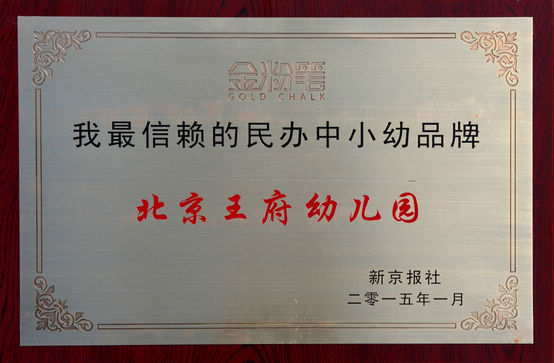 金粉笔
GOLD CHALK
我最信赖的民办中小幼品牌
北京王府幼儿园
新京报社
二零一五年一月